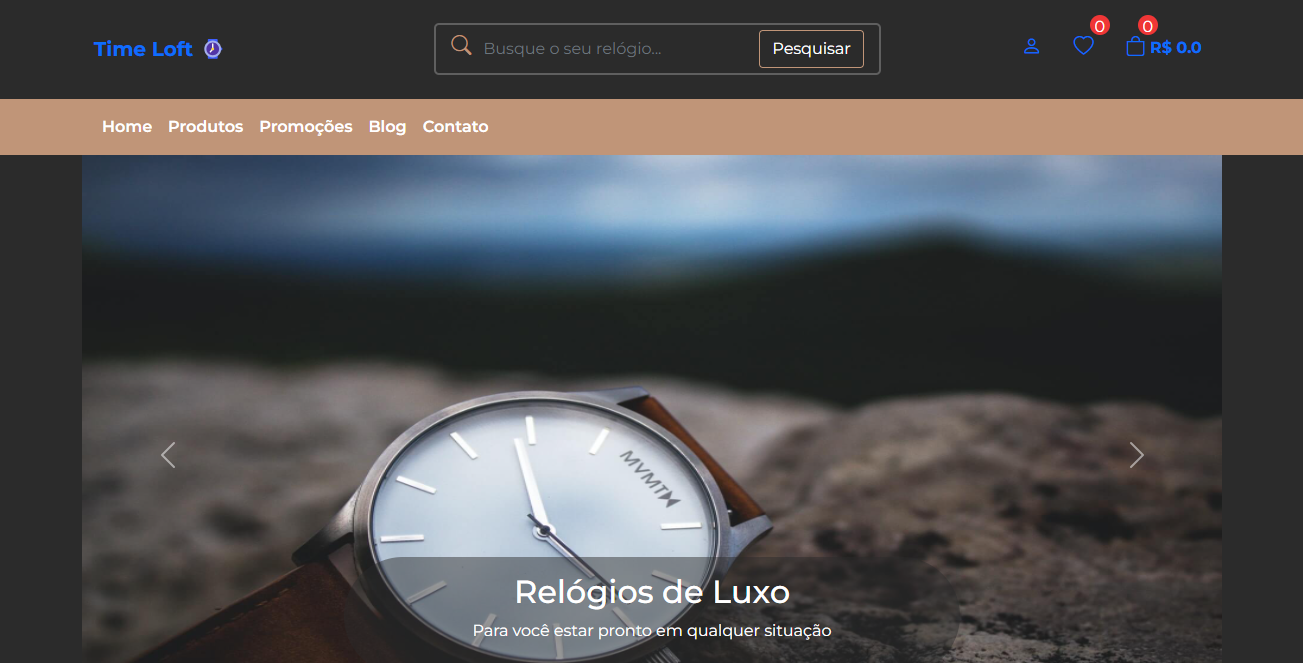 Time Loft
Busque o seu relógio...
Pesquisar
0
0
R$ 0.0
Home Produtos Promoções Blog Contato
MVMT
Relógios de Luxo
Para você estar pronto em qualquer situação